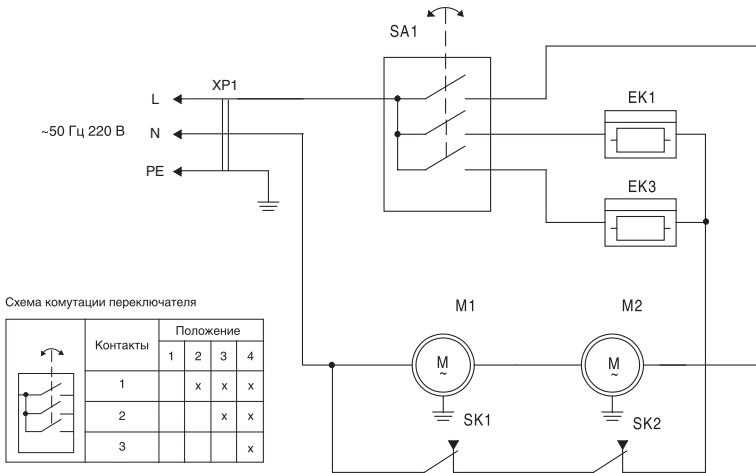 SA1
XP1
L
EK1
~50 Гц 220 В
N
PE
EK3
Схема комутации переключателя
M1
M2
Контакты
Положение
1 2 3 4
1 x x x
2 x x
3 x
M
~
M
~
SK1
SK2